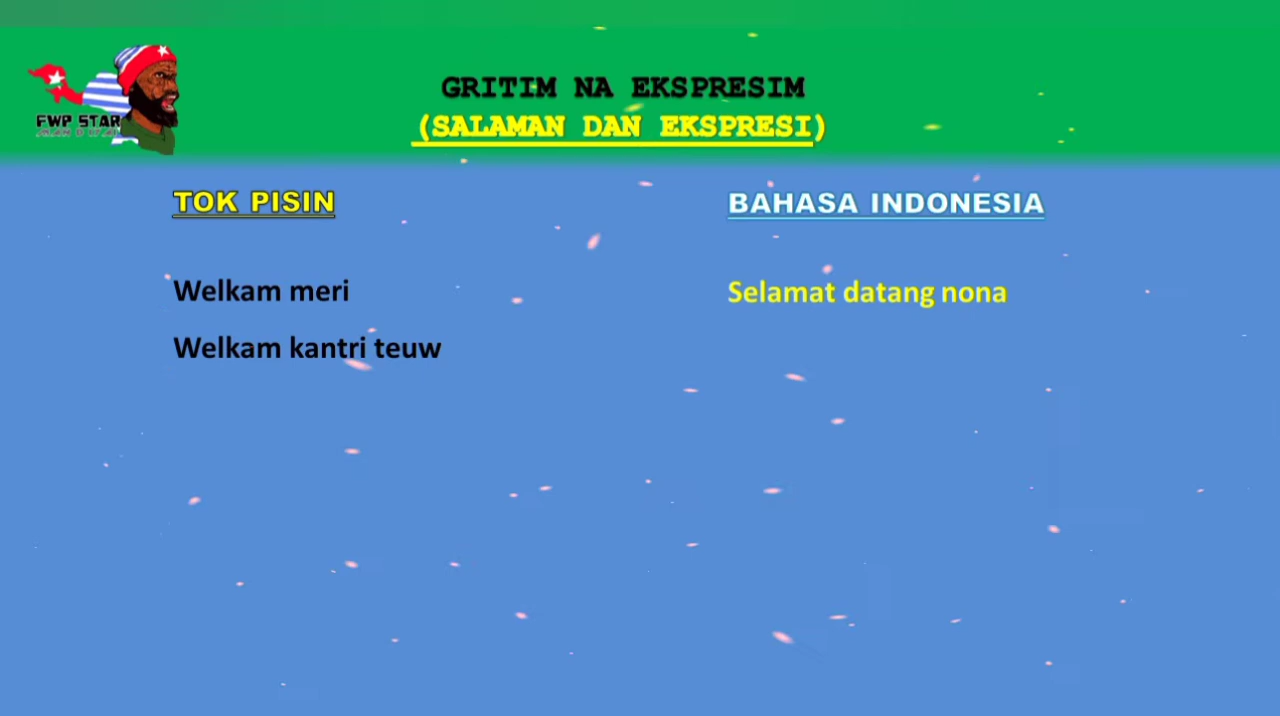 GRITIM NA EKSPRESIM
(SALAMAN DAN EKSPRESI)
FWP STAR
TOK PISIN
BAHASA INDONESIA
Welkam meri
Selamat datang nona
Welkam kantri teuw